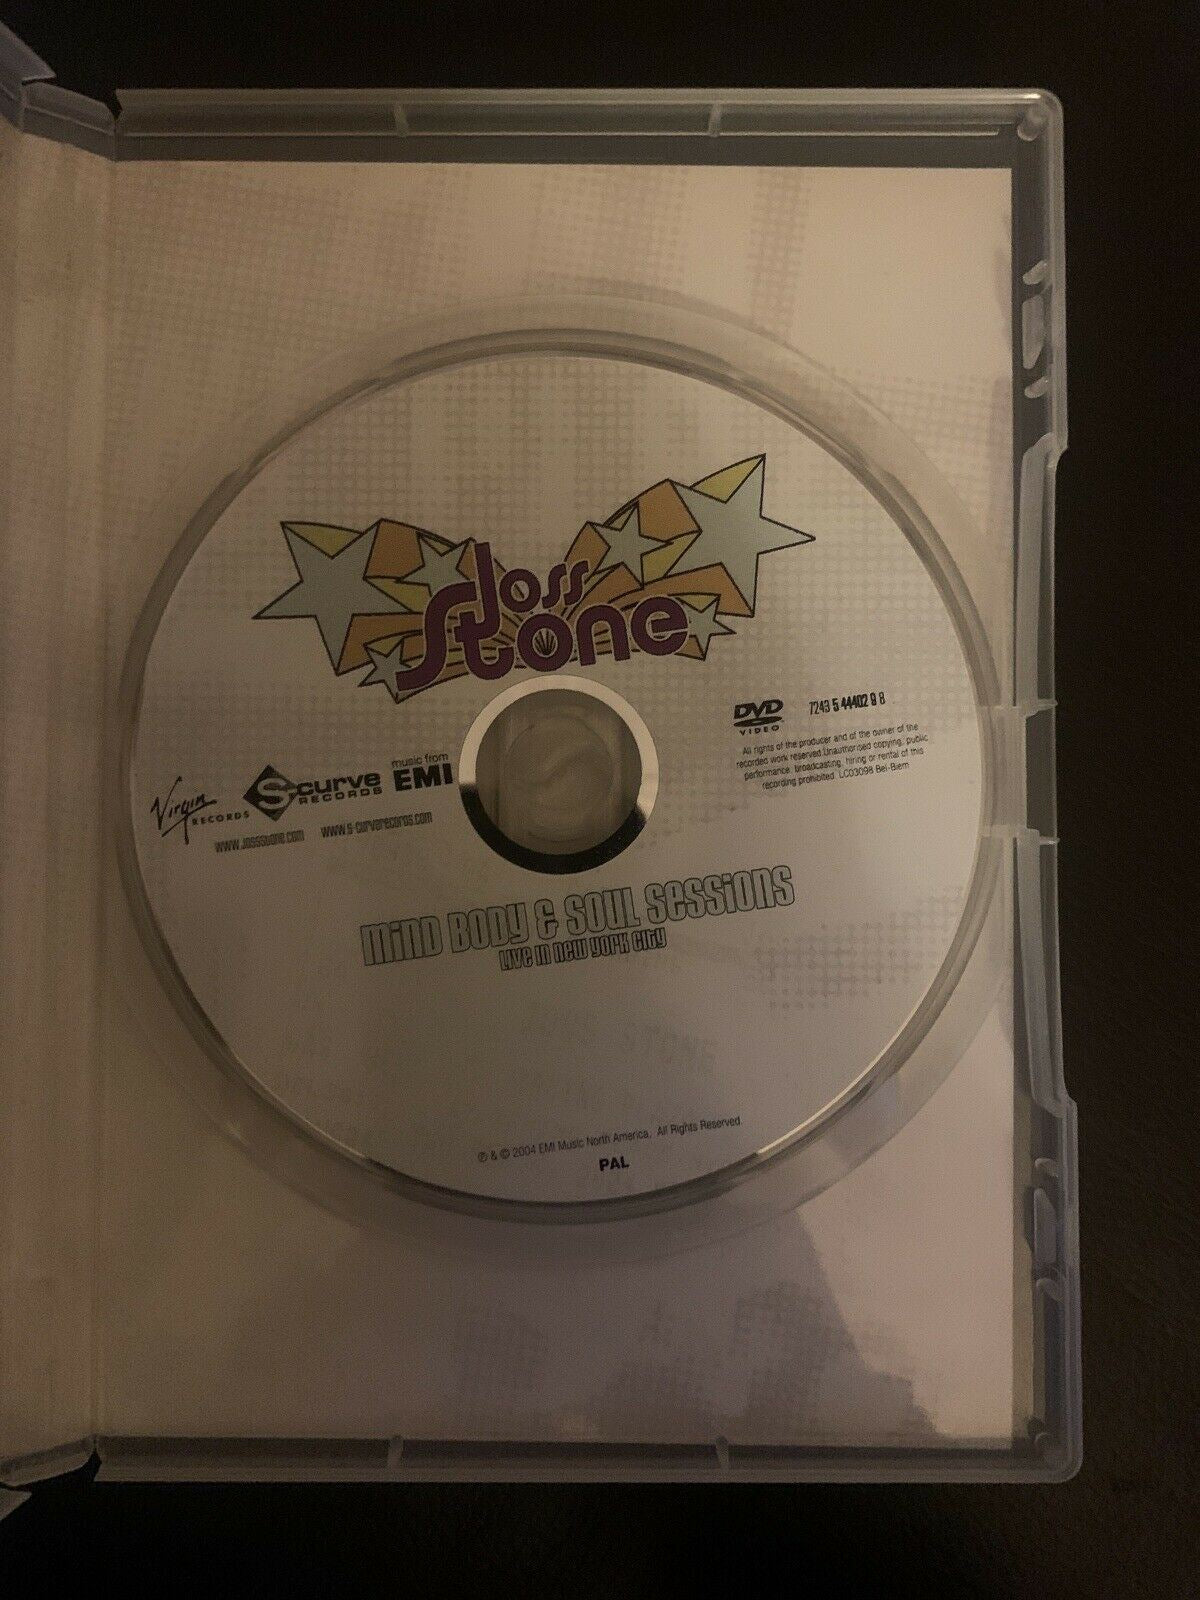 Joss
Stone
DVD
VIDEO
7243 5 44402 9 8
All rights of the producer and of the owner of the
recorded work reserved.Unauthorised copying, public
performance, broadcasting, hiring or rental of this
recording prohibited. LC03098 Bel-Biem
Virgin
RECORDS
S-curve
RECORDS
music from
EMI
www.jossstone.com www.s-curverecords.com
MIND BODY & SOUL SESSIONS
LIVE IN NEW YORK CITY
℗ & © 2004 EMI Music North America. All Rights Reserved.
PAL